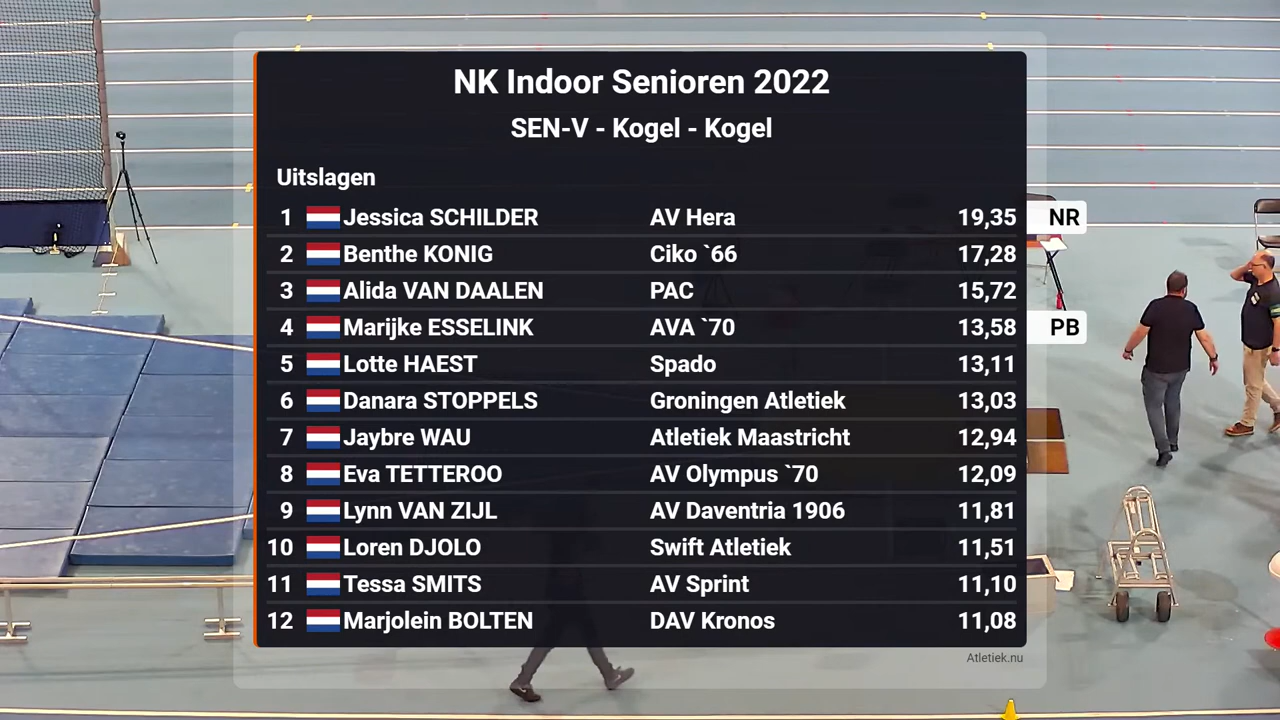 NK Indoor Senioren 2022
SEN-V - Kogel - Kogel
Uitslagen
1 Jessica SCHILDER AV Hera 19,35 NR
2 Benthe KONIG Ciko `66 17,28
3 Alida VAN DAALEN PAC 15,72
4 Marijke ESSELINK AVA `70 13,58 PB
5 Lotte HAEST Spado 13,11
6 Danara STOPPELS Groningen Atletiek 13,03
7 Jaybre WAU Atletiek Maastricht 12,94
8 Eva TETTEROO AV Olympus `70 12,09
9 Lynn VAN ZIJL AV Daventria 1906 11,81
10 Loren DJOLO Swift Atletiek 11,51
11 Tessa SMITS AV Sprint 11,10
12 Marjolein BOLTEN DAV Kronos 11,08
Atletiek.nu